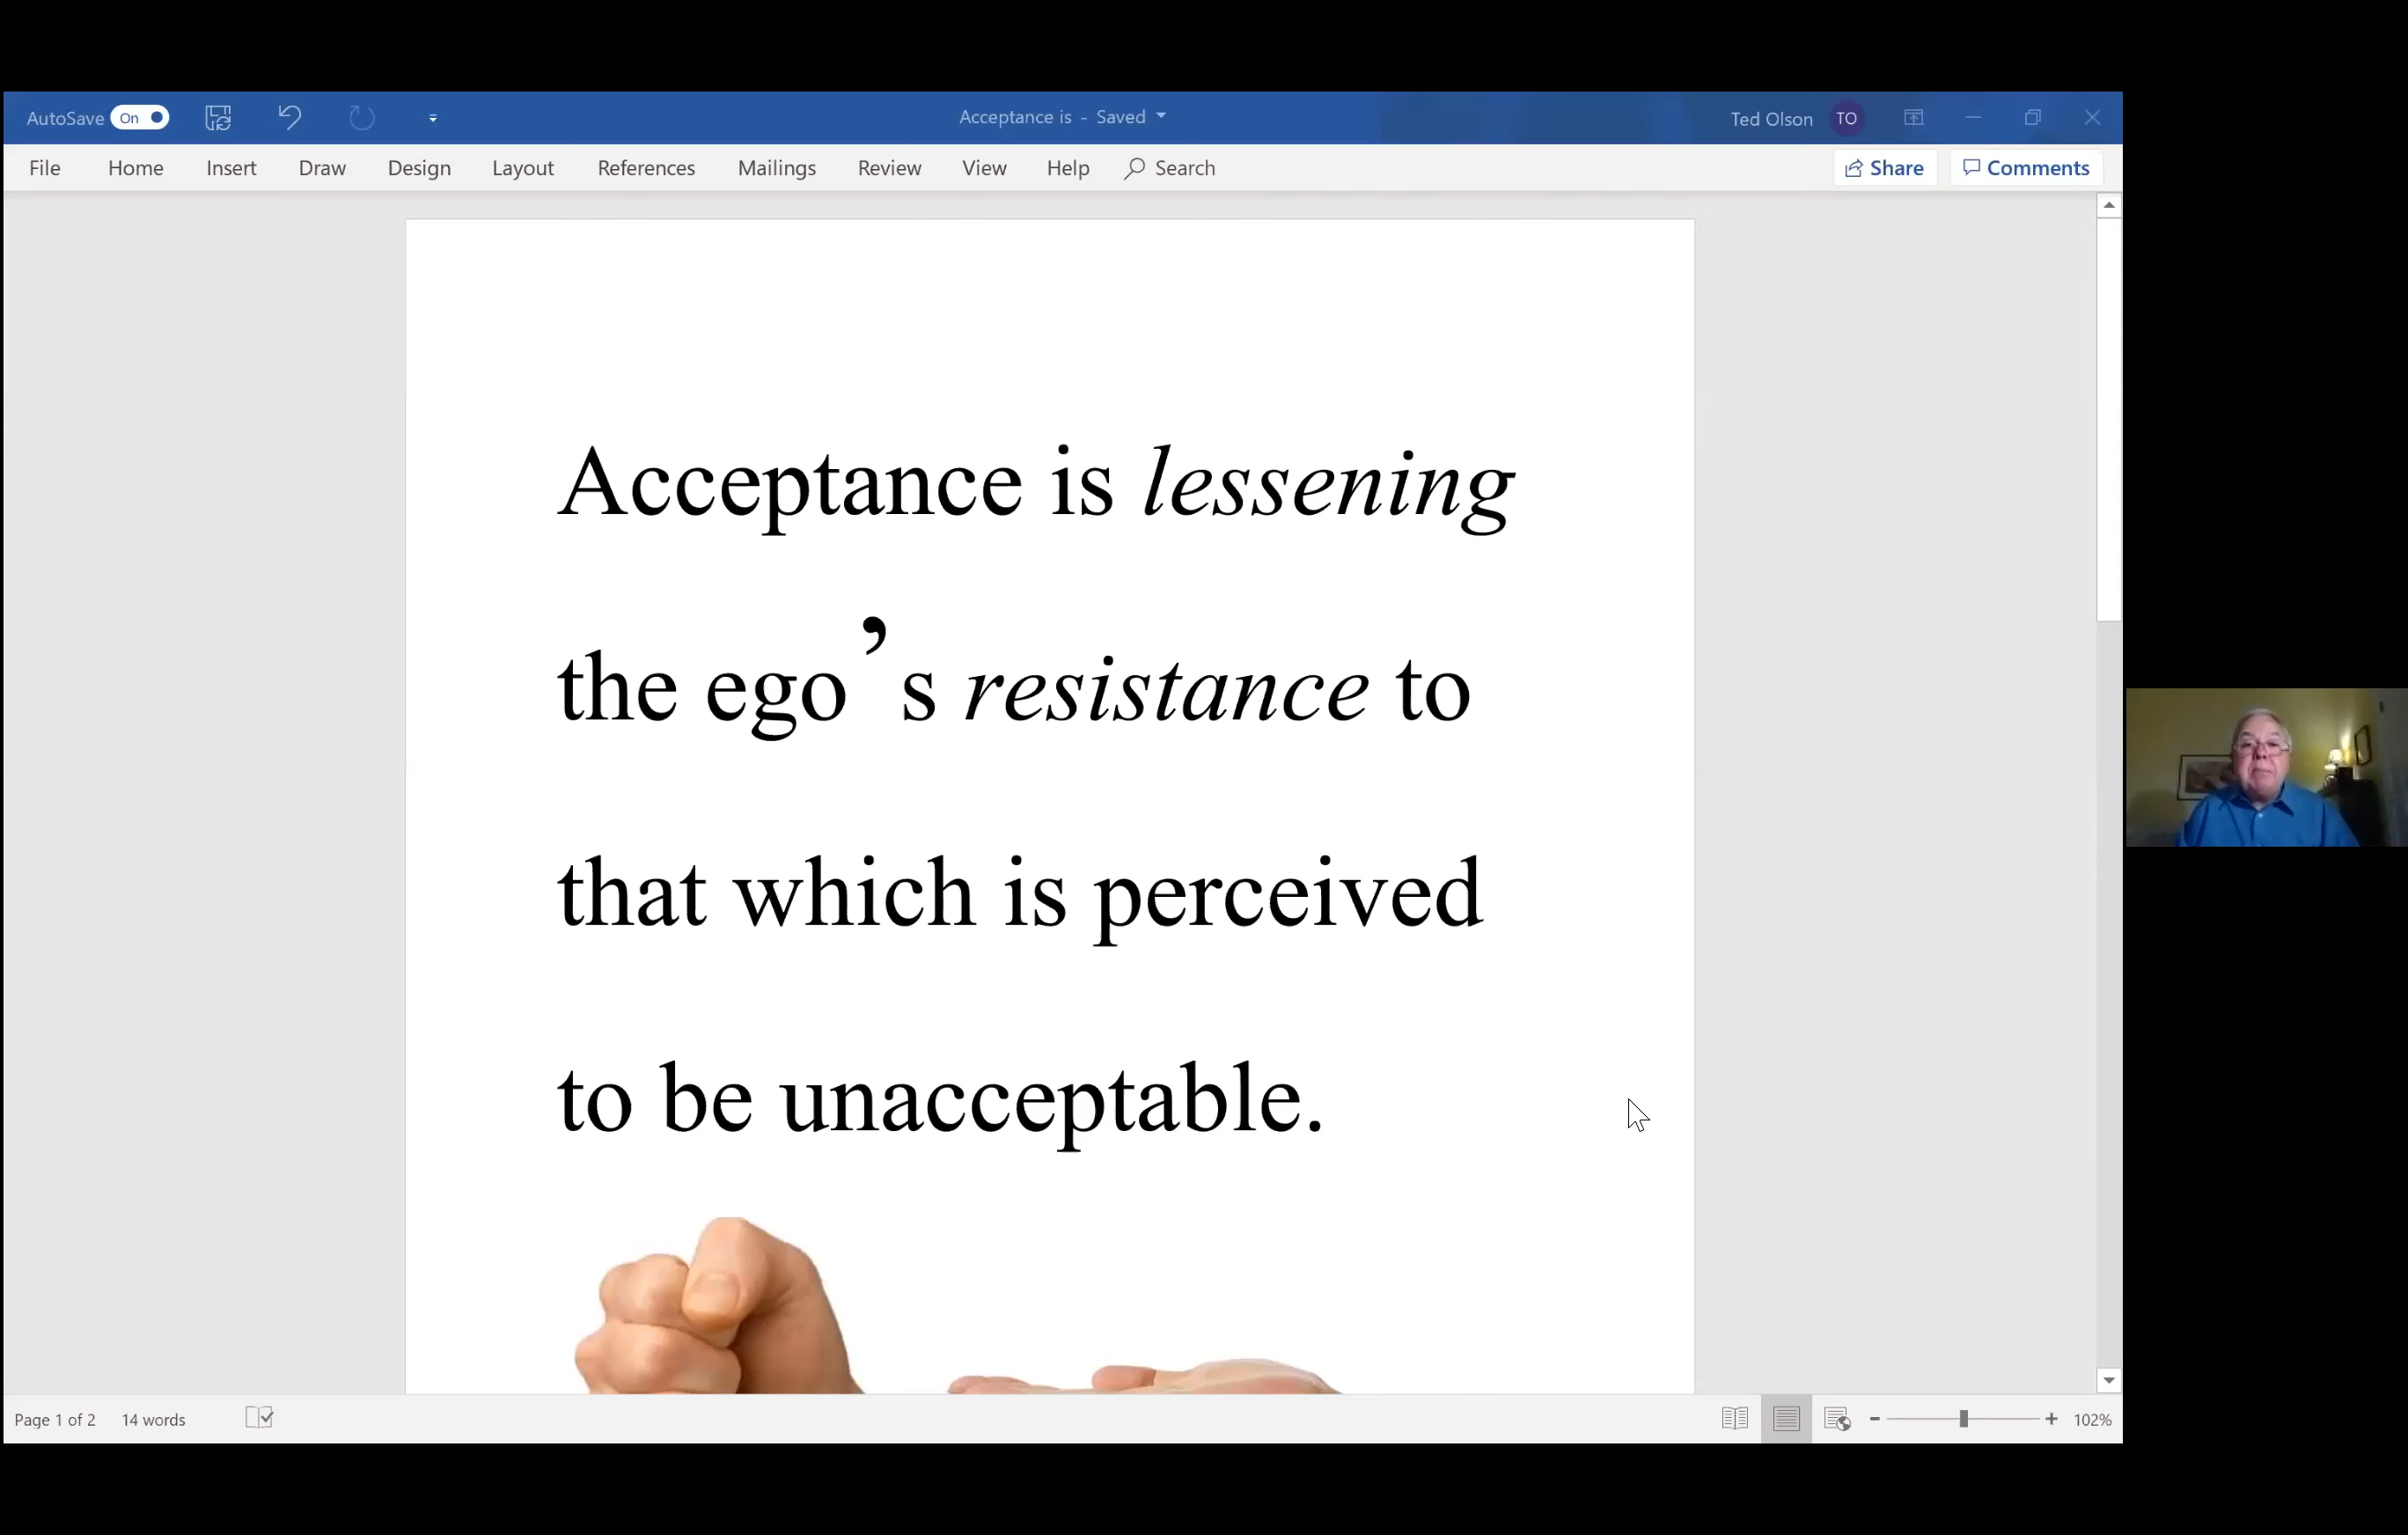 AutoSave On Acceptance is - Saved Ted Olson TO
File Home Insert Draw Design Layout References Mailings Review View Help Search Share Comments
Acceptance is lessening
the ego’s resistance to
that which is perceived
to be unacceptable.
Page 1 of 2 14 words 102%